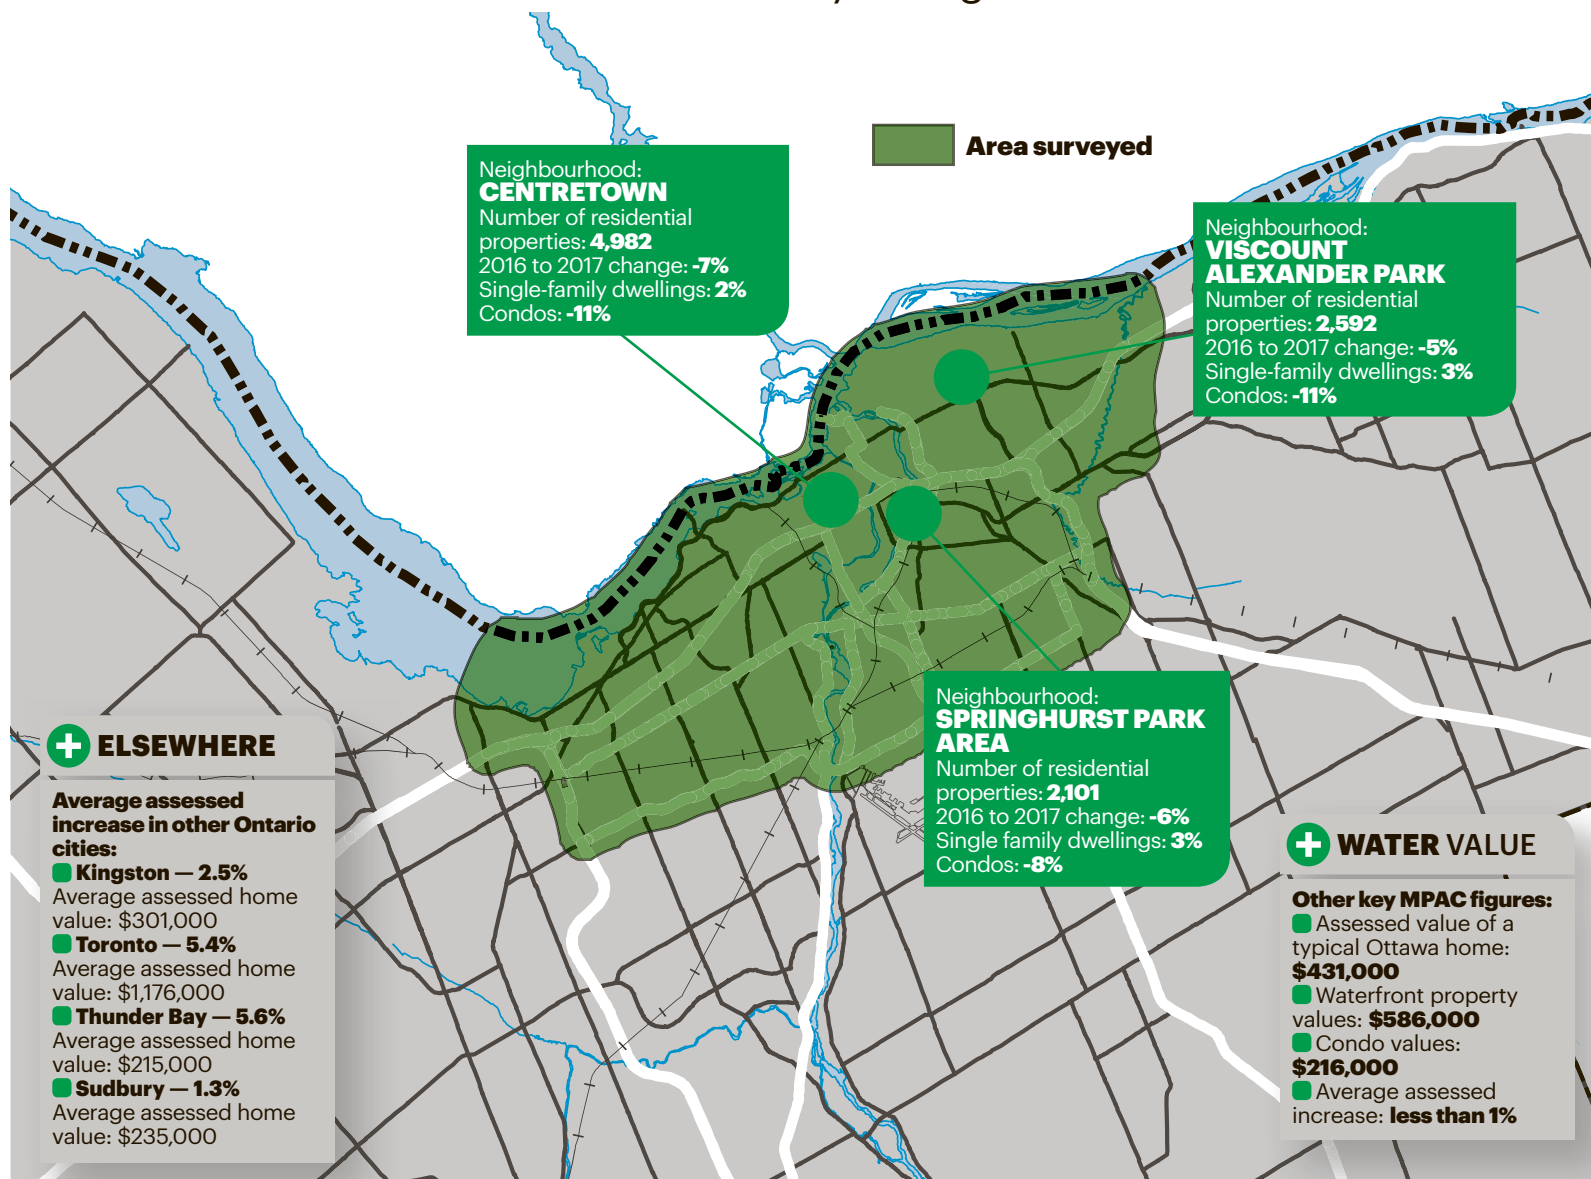 Area surveyed
Neighbourhood:
CENTRETOWN
Number of residential
properties: 4,982
2016 to 2017 change: -7%
Single-family dwellings: 2%
Condos: -11%
Neighbourhood:
VISCOUNT
ALEXANDER PARK
Number of residential
properties: 2,592
2016 to 2017 change: -5%
Single-family dwellings: 3%
Condos: -11%
Neighbourhood:
SPRINGHURST PARK
AREA
Number of residential
properties: 2,101
2016 to 2017 change: -6%
Single family dwellings: 3%
Condos: -8%
ELSEWHERE
Average assessed
increase in other Ontario
cities:
Kingston — 2.5%
Average assessed home
value: $301,000
Toronto — 5.4%
Average assessed home
value: $1,176,000
Thunder Bay — 5.6%
Average assessed home
value: $215,000
Sudbury — 1.3%
Average assessed home
value: $235,000
WATER VALUE
Other key MPAC figures:
Assessed value of a
typical Ottawa home:
$431,000
Waterfront property
values: $586,000
Condo values:
$216,000
Average assessed
increase: less than 1%